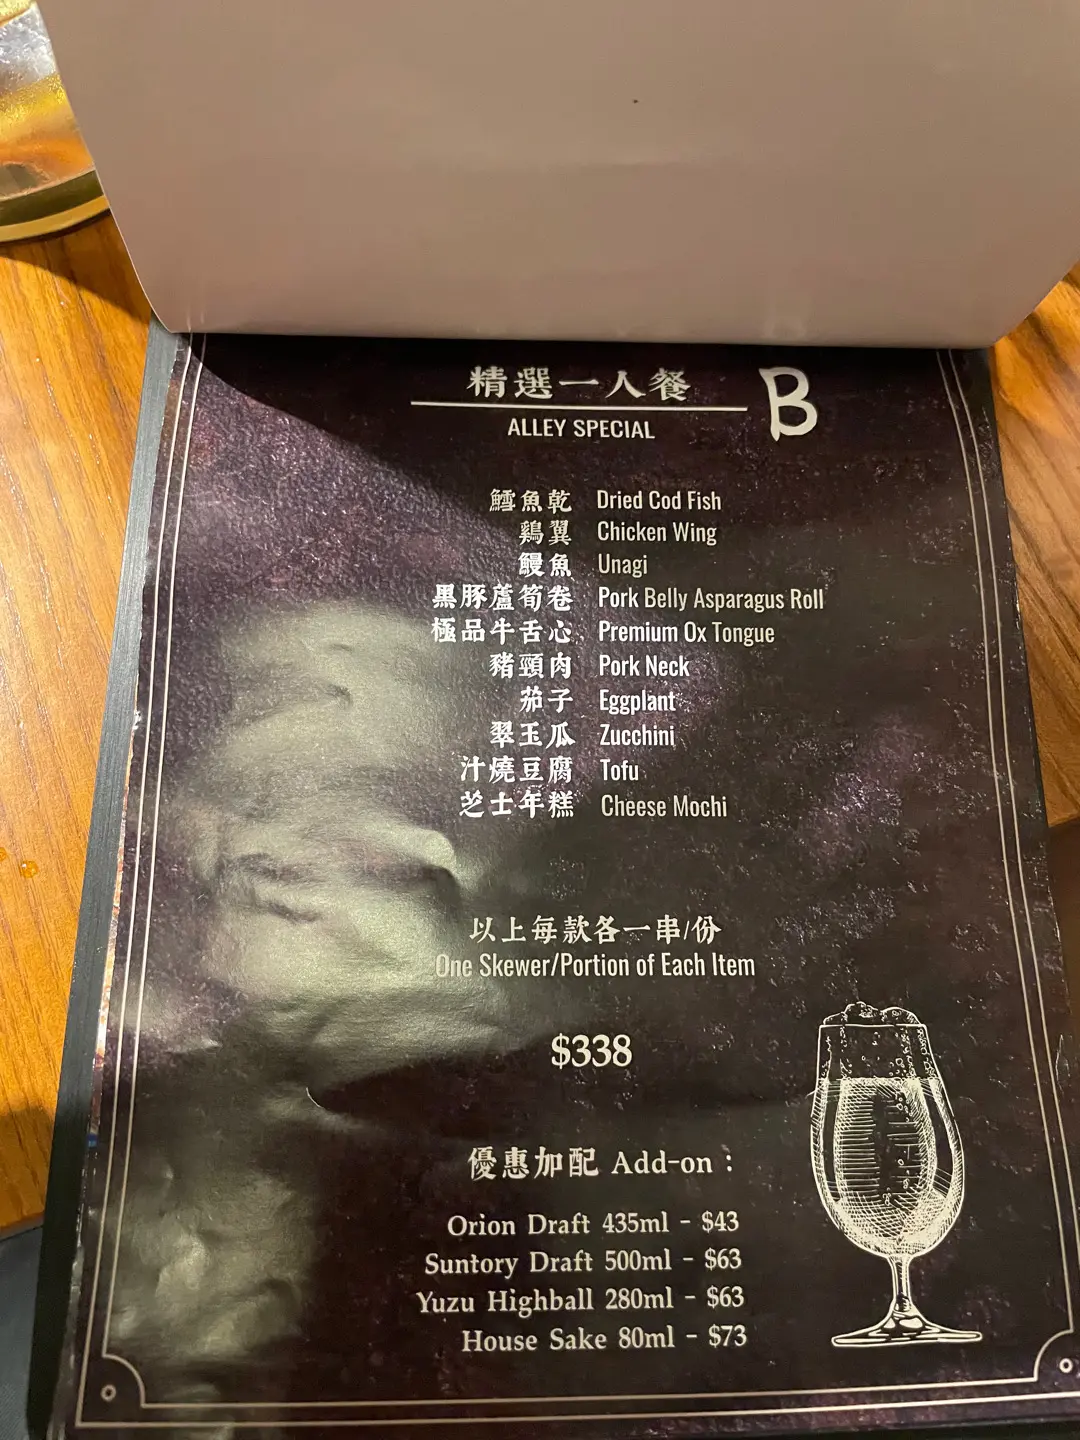 精選一人餐 B
ALLEY SPECIAL
鱈魚乾 Dried Cod Fish
鷄翼 Chicken Wing
鰻魚 Unagi
黑豚蘆筍卷 Pork Belly Asparagus Roll
極品牛舌心 Premium Ox Tongue
豬頸肉 Pork Neck
茄子 Eggplant
翠玉瓜 Zucchini
汁燒豆腐 Tofu
芝士年糕 Cheese Mochi
以上每款各一串/份
One Skewer/Portion of Each Item
$338
優惠加配 Add-on :
Orion Draft 435ml - $43
Suntory Draft 500ml - $63
Yuzu Highball 280ml - $63
House Sake 80ml - $73